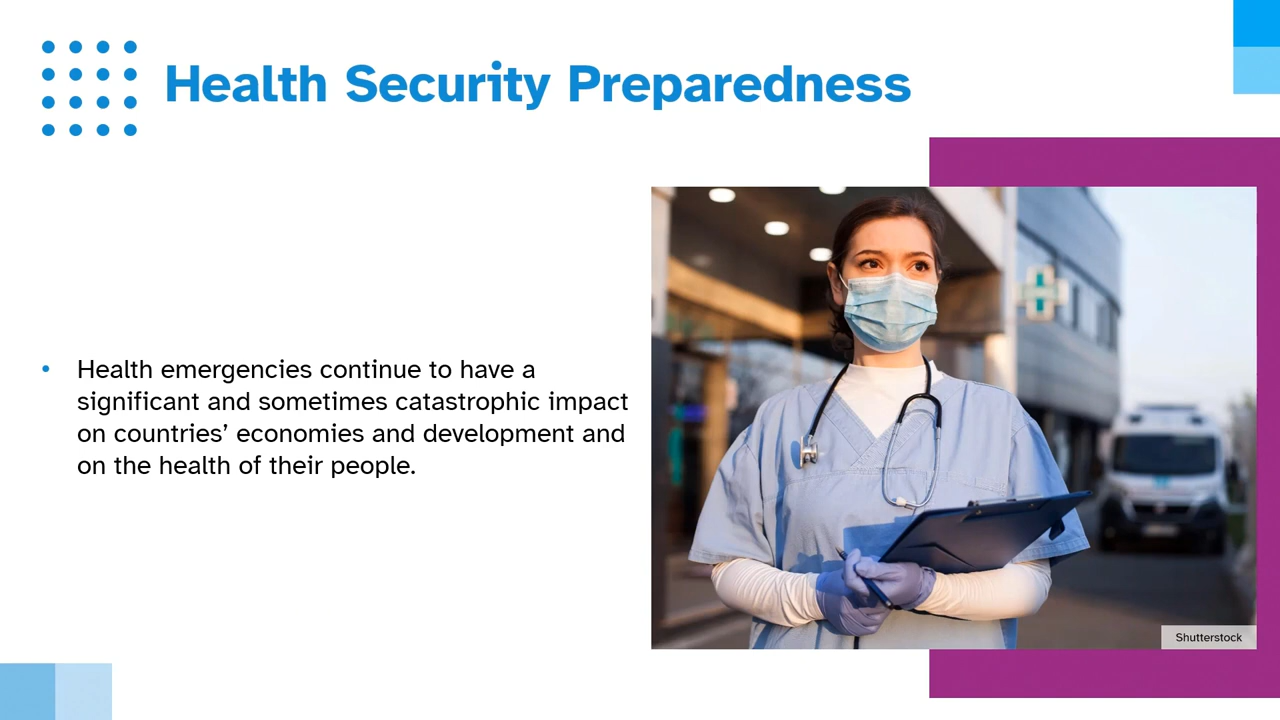 Health Security Preparedness
• Health emergencies continue to have a
significant and sometimes catastrophic impact
on countries’ economies and development and
on the health of their people.
Shutterstock